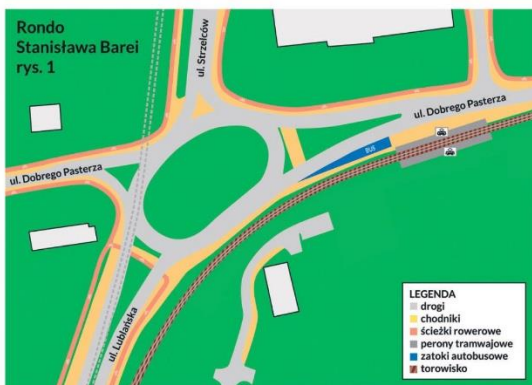 Rondo
Stanisława Barei
rys. 1
ul. Strzelców
ul. Dobrego Pasterza
ul. Dobrego Pasterza
BUS
ul. Lublańska
LEGENDA
drogi
chodniki
ścieżki rowerowe
perony tramwajowe
zatoki autobusowe
torowisko